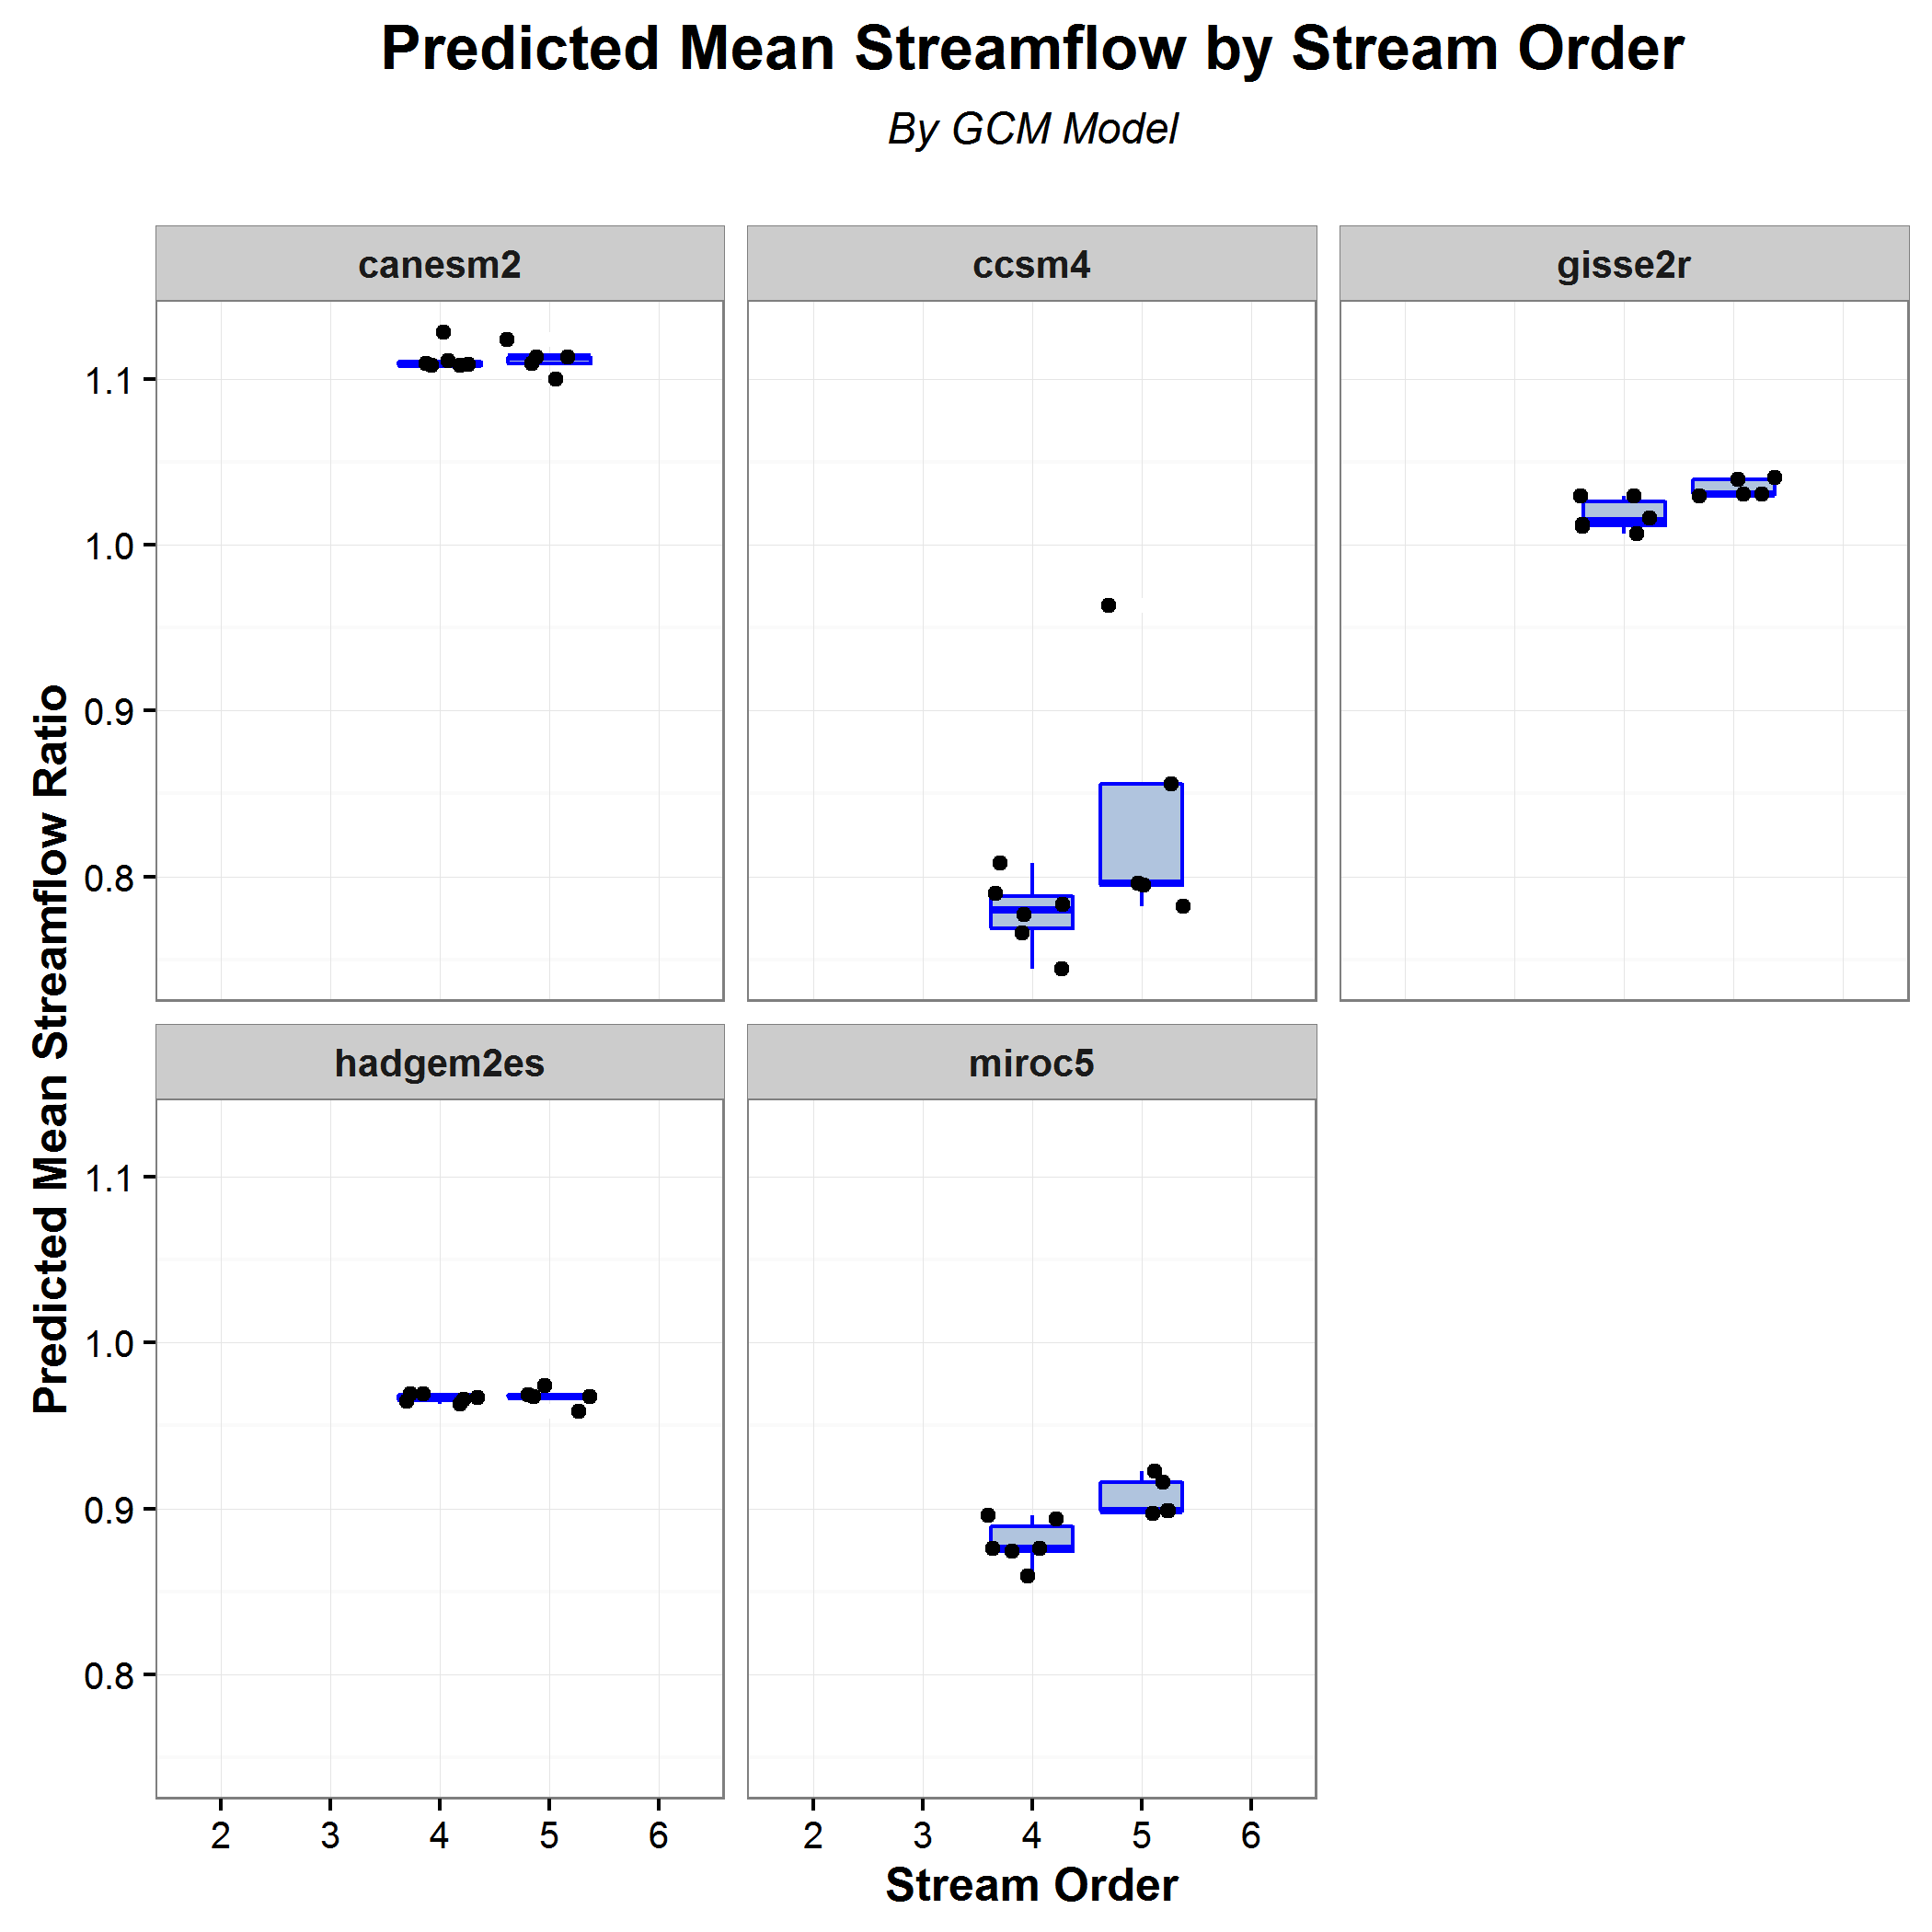 Predicted Mean Streamflow by Stream Order
By GCM Model
canesm2
ccsm4
gisse2r
1.1
1.0
0.9
0.8
Predicted Mean Streamflow Ratio
hadgem2es
miroc5
1.1
1.0
0.9
0.8
2 3 4 5 6
2 3 4 5 6
Stream Order